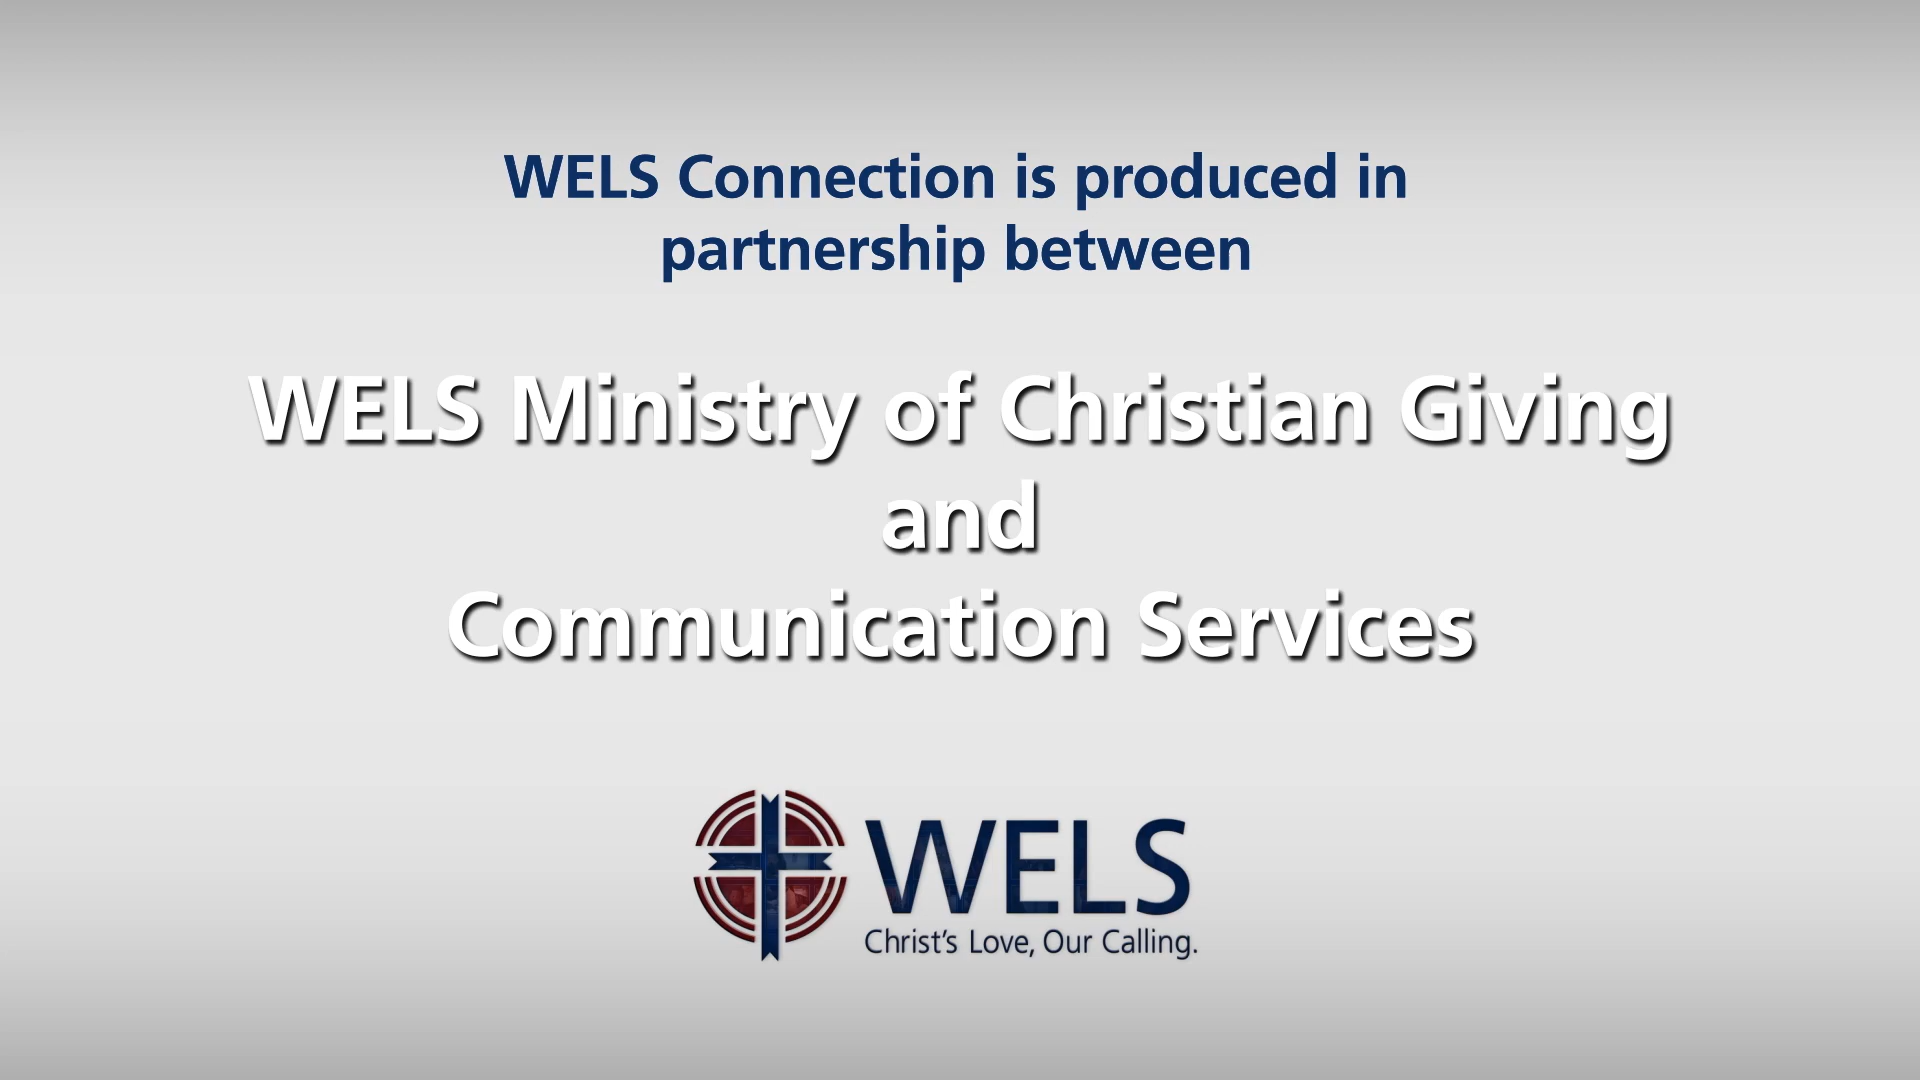 WELS Connection is produced in
partnership between
WELS Ministry of Christian Giving
and
Communication Services
WELS
Christ's Love, Our Calling.